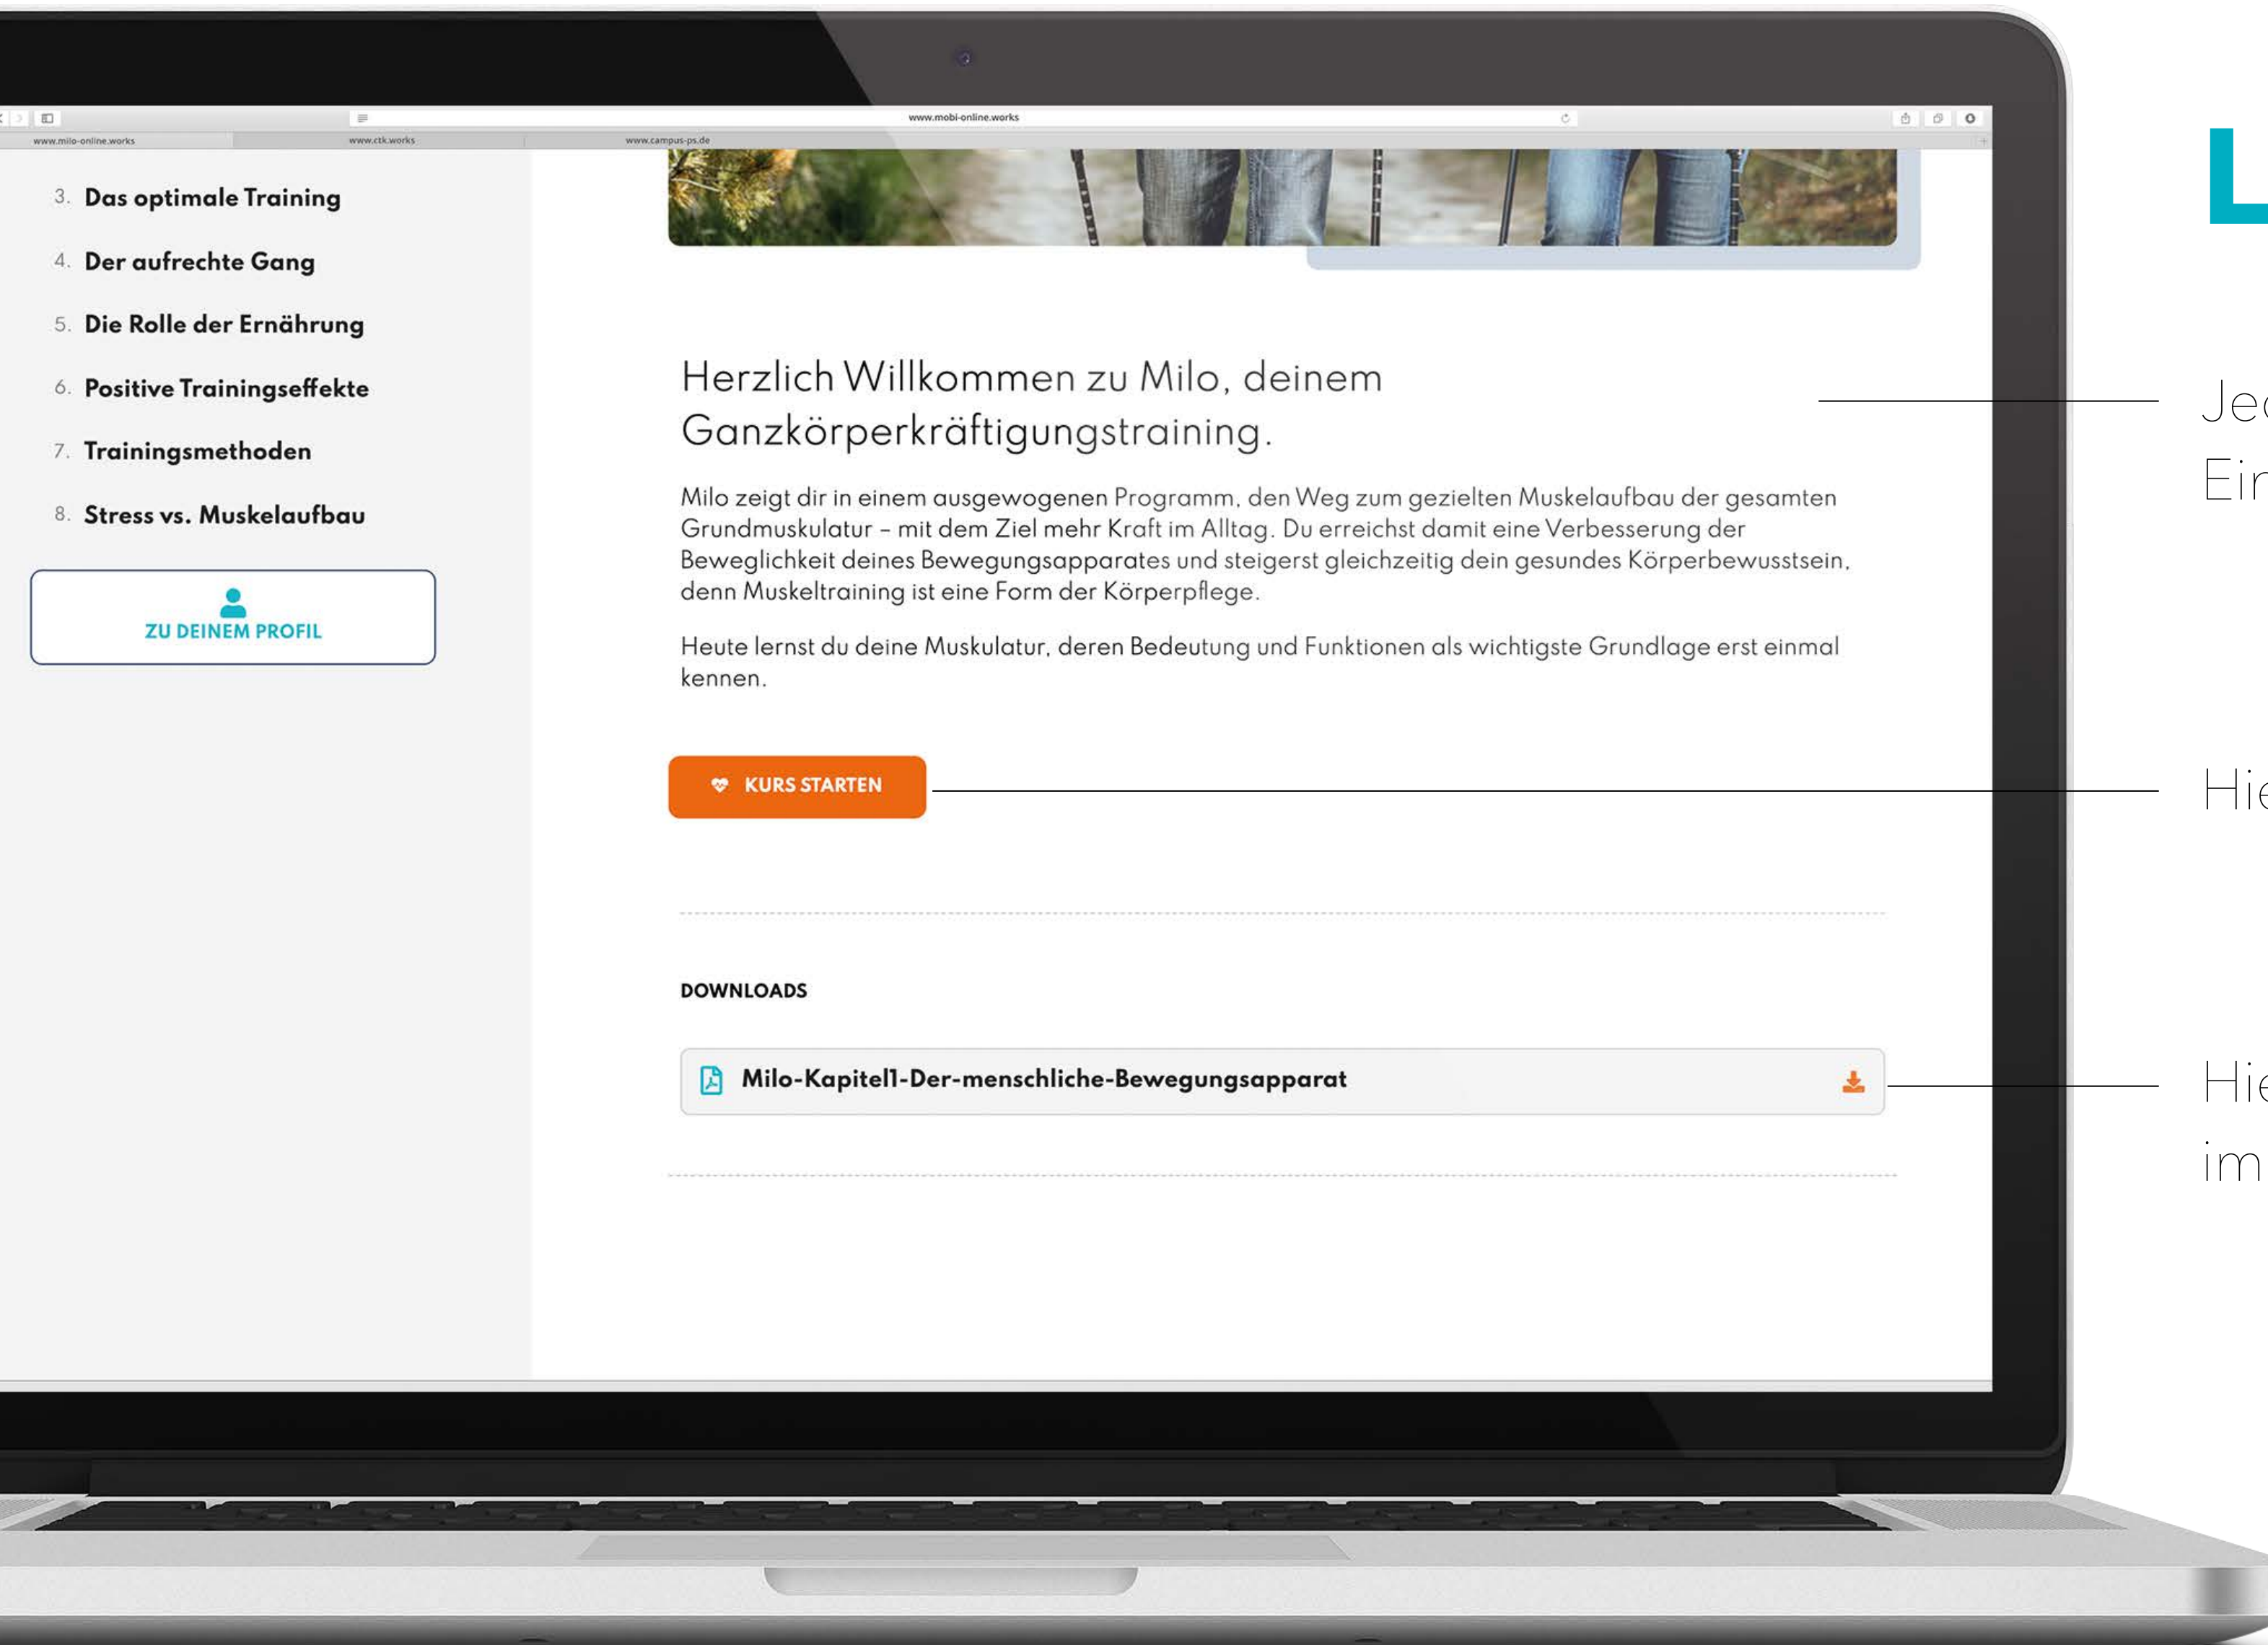 www.mobi-online.works
www.milo-online.works
www.ctk.works
www.campus-ps.de
3. Das optimale Training
4. Der aufrechte Gang
5. Die Rolle der Ernährung
6. Positive Trainingseffekte
7. Trainingsmethoden
8. Stress vs. Muskelaufbau
ZU DEINEM PROFIL
Herzlich Willkommen zu Milo, deinem
Ganzkörperkräftigungstraining.
Milo zeigt dir in einem ausgewogenen Programm, den Weg zum gezielten Muskelaufbau der gesamten
Grundmuskulatur – mit dem Ziel mehr Kraft im Alltag. Du erreichst damit eine Verbesserung der
Beweglichkeit deines Bewegungsapparates und steigerst gleichzeitig dein gesundes Körperbewusstsein,
denn Muskeltraining ist eine Form der Körperpflege.
Heute lernst du deine Muskulatur, deren Bedeutung und Funktionen als wichtigste Grundlage erst einmal
kennen.
KURS STARTEN
DOWNLOADS
Milo-Kapitel1-Der-menschliche-Bewegungsapparat
L
Hie
Hie
im